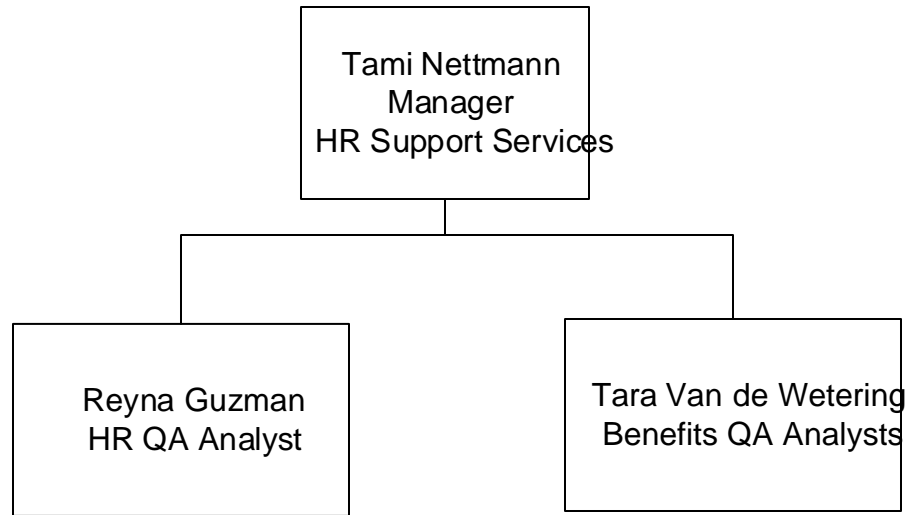 Tami Nettmann
Manager
HR Support Services
Reyna Guzman
HR QA Analyst
Tara Van de Wetering
Benefits QA Analysts